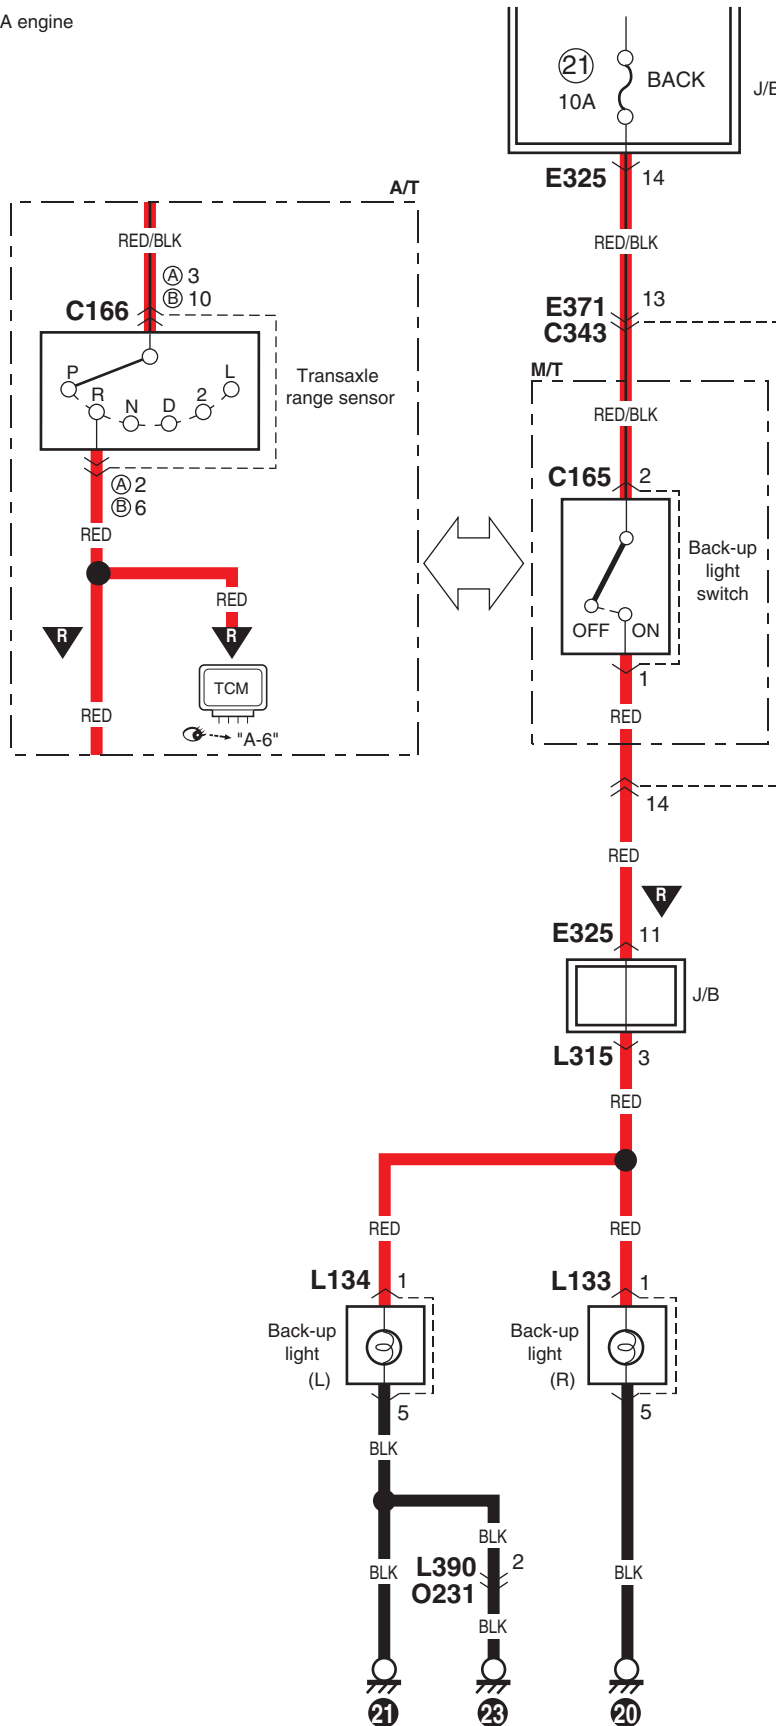 A engine
21
10A
BACK
J/B
E325 14
A/T
RED/BLK
RED/BLK
A 3
B 10
C166
E371 13
C343
M/T
P R N D 2 L
Transaxle
range sensor
RED/BLK
C165 2
A 2
B 6
RED
Back-up
light
switch
OFF ON
RED
R
R
TCM
"A-6"
1
RED
RED
14
RED
R
E325 11
J/B
L315 3
RED
RED
RED
L134 1
L133 1
Back-up
light
(L)
Back-up
light
(R)
5
5
BLK
BLK
L390 2
O231
BLK
BLK
BLK
21
23
20